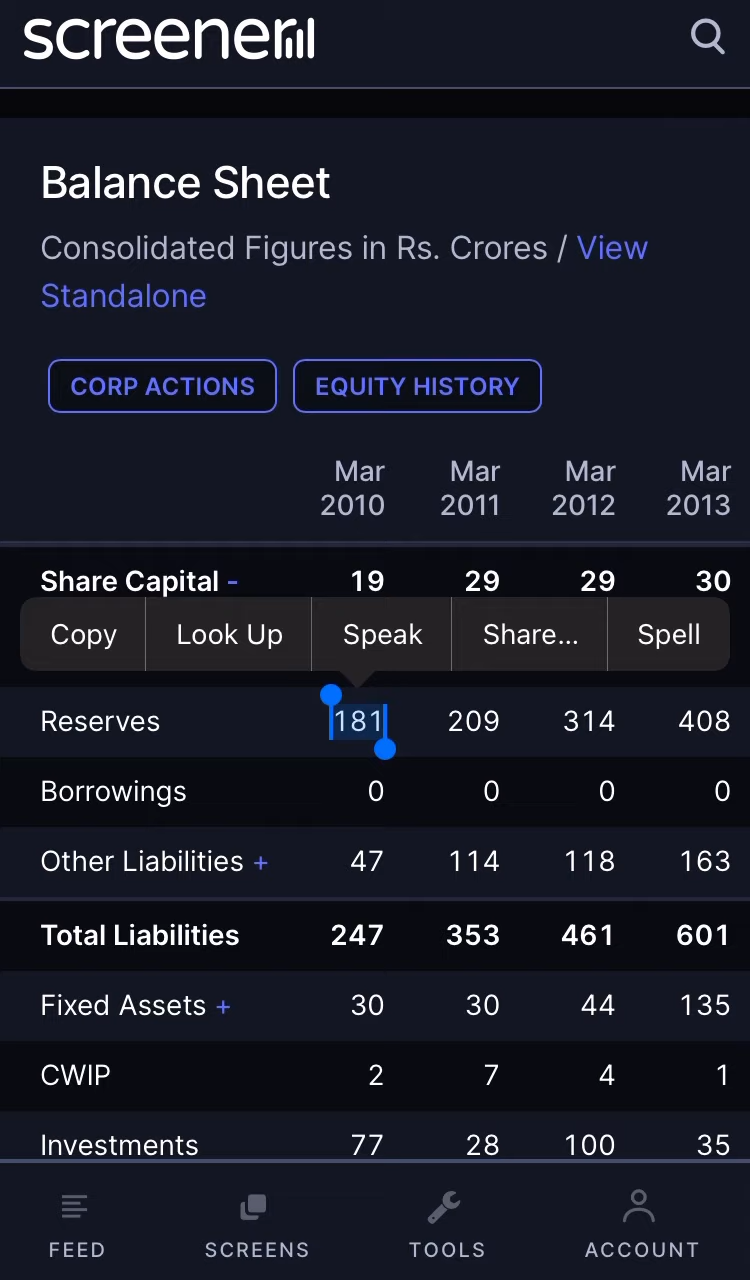 screener
Balance Sheet
Consolidated Figures in Rs. Crores / View
Standalone
CORP ACTIONS EQUITY HISTORY
Mar Mar Mar Mar
2010 2011 2012 2013
Share Capital - 19 29 29 30
Copy Look Up Speak Share... Spell
Reserves 181 209 314 408
Borrowings 0 0 0 0
Other Liabilities + 47 114 118 163
Total Liabilities 247 353 461 601
Fixed Assets + 30 30 44 135
CWIP 2 7 4 1
Investments 77 28 100 35
FEED SCREENS TOOLS ACCOUNT